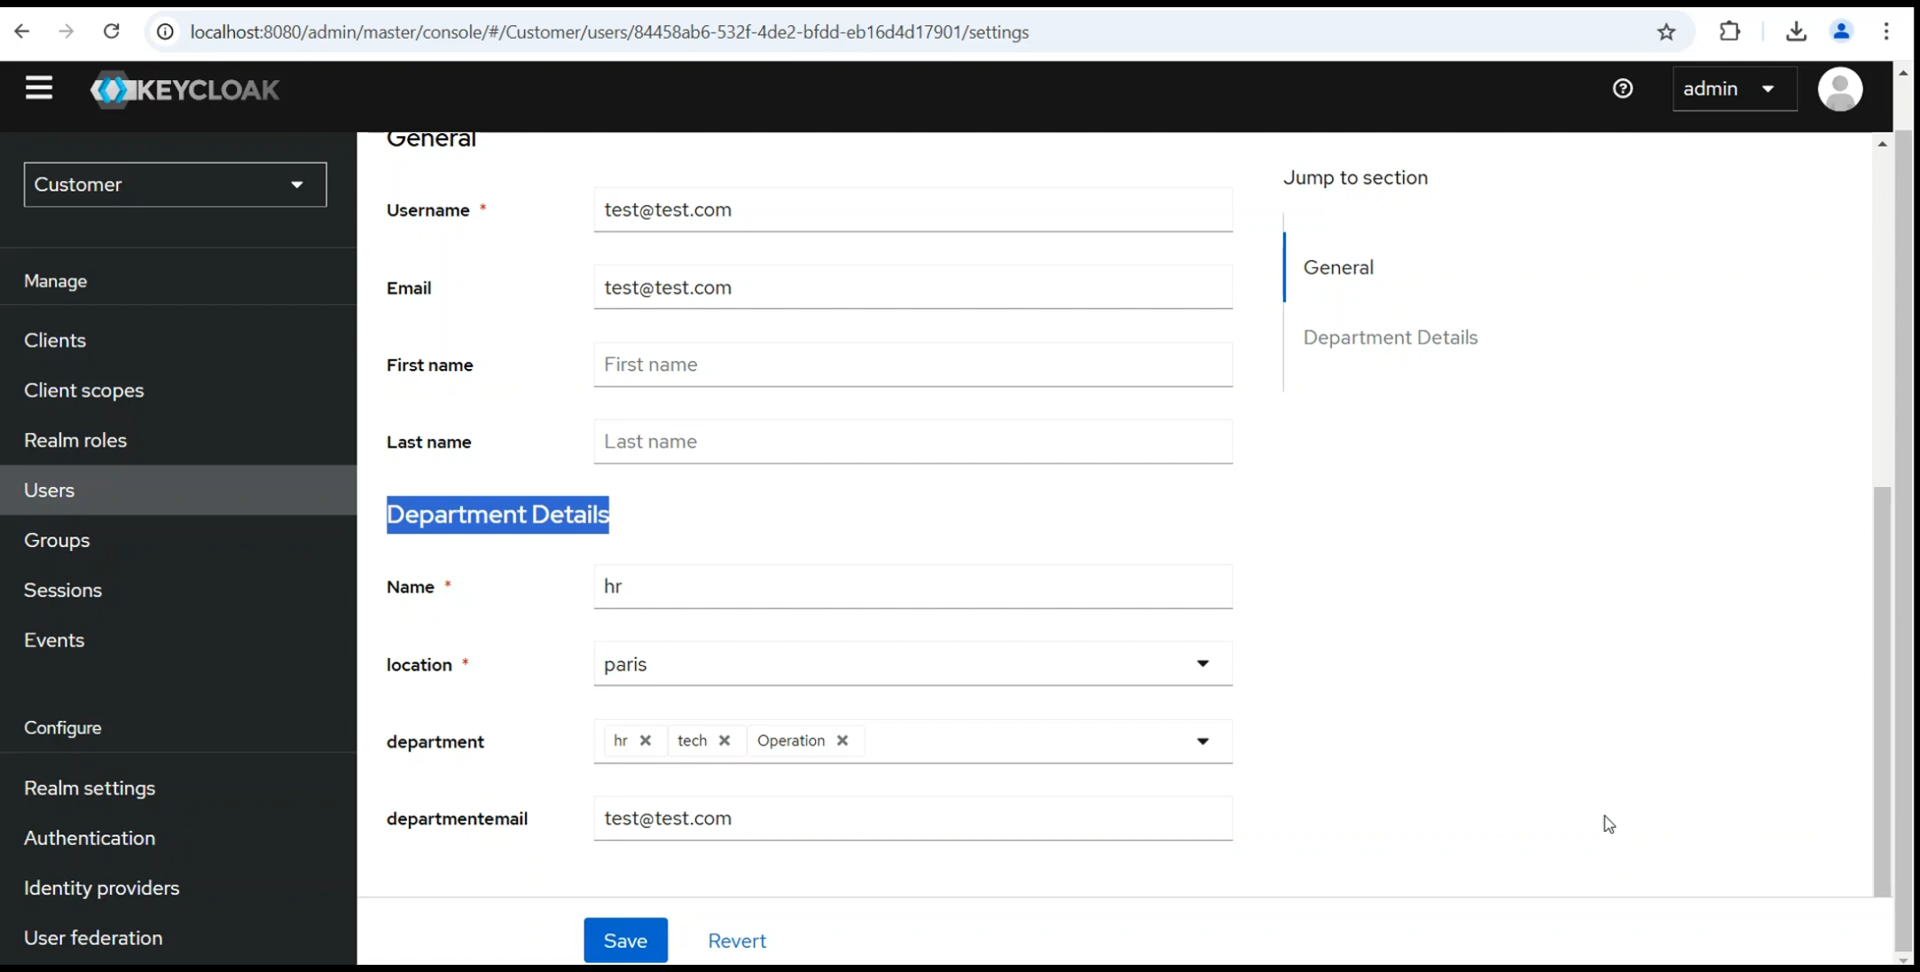 localhost:8080/admin/master/console/#/Customer/users/84458ab6-532f-4de2-bfdd-eb16d4d17901/settings
KEYCLOAK
admin
Customer
Manage
Clients
Client scopes
Realm roles
Users
Groups
Sessions
Events
Configure
Realm settings
Authentication
Identity providers
User federation
General
Username *
test@test.com
Email
test@test.com
First name
First name
Last name
Last name
Department Details
Name *
hr
location *
paris
department
hr tech Operation
departmentemail
test@test.com
Save Revert
Jump to section
General
Department Details